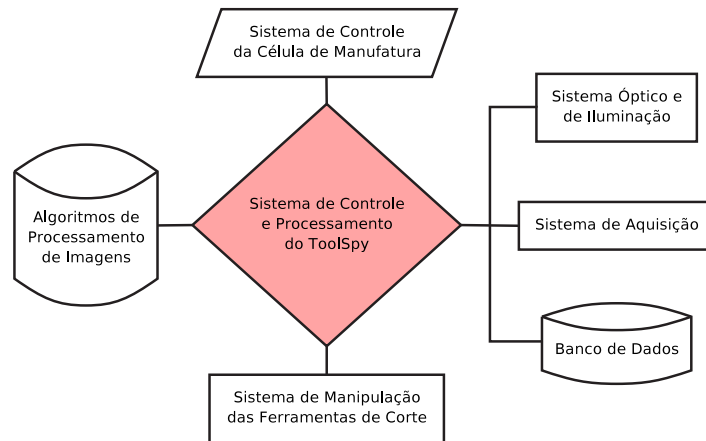 Sistema de Controle
da Célula de Manufatura
Sistema Óptico e
de Iluminação
Algoritmos de
Processamento
de Imagens
Sistema de Controle
e Processamento
do ToolSpy
Sistema de Aquisição
Banco de Dados
Sistema de Manipulação
das Ferramentas de Corte